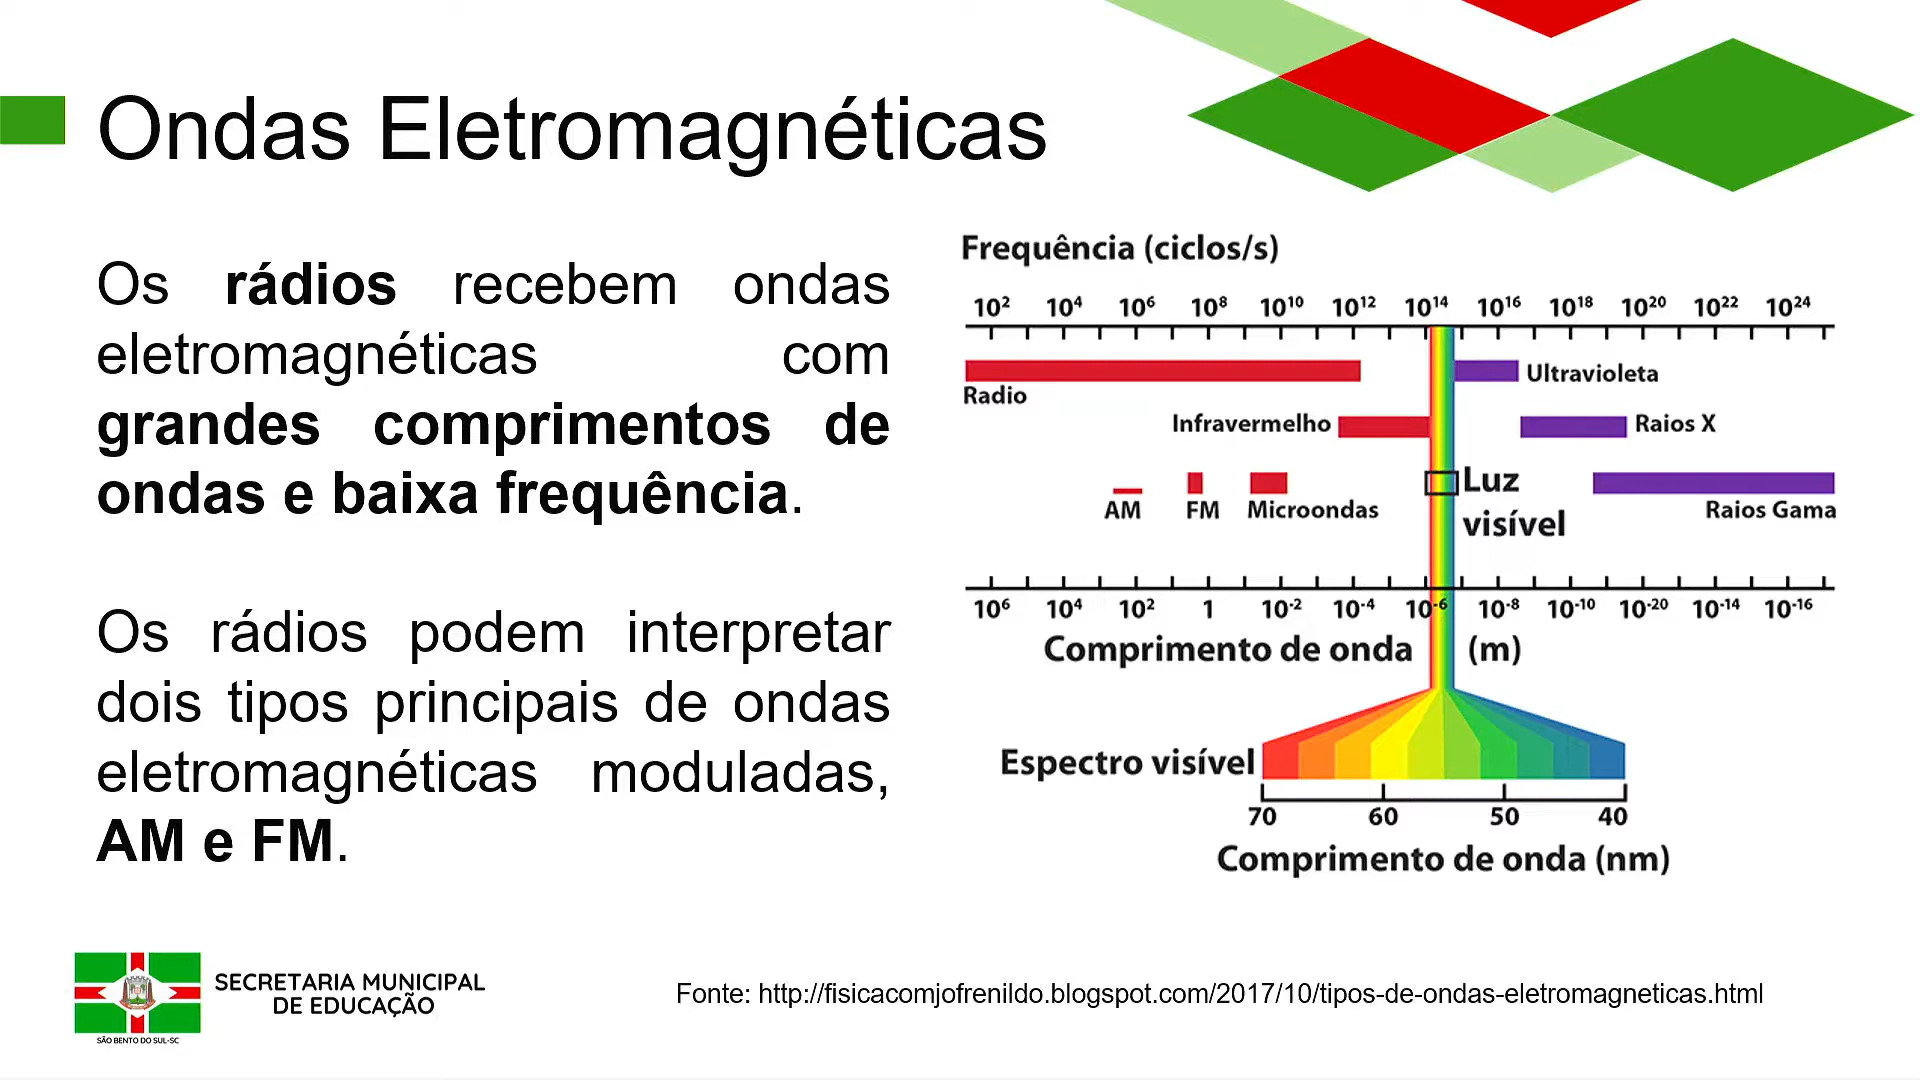 Ondas Eletromagnéticas
Os rádios recebem ondas
eletromagnéticas com
grandes comprimentos de
ondas e baixa frequência.
Os rádios podem interpretar
dois tipos principais de ondas
eletromagnéticas moduladas,
AM e FM.
Frequência (ciclos/s)
10² 10⁴ 10⁶ 10⁸ 10¹⁰ 10¹² 10¹⁴ 10¹⁶ 10¹⁸ 10²⁰ 10²² 10²⁴
Radio
Ultravioleta
Infravermelho
Raios X
AM FM Microondas
Luz
visível
Raios Gama
10⁶ 10⁴ 10² 1 10⁻² 10⁻⁴ 10⁻⁶ 10⁻⁸ 10⁻¹⁰ 10⁻²⁰ 10⁻¹⁴ 10⁻¹⁶
Comprimento de onda (m)
Espectro visível
70 60 50 40
Comprimento de onda (nm)
SECRETARIA MUNICIPAL
DE EDUCAÇÃO
SÃO BENTO DO SUL-SC
Fonte: http://fisicacomjofrenildo.blogspot.com/2017/10/tipos-de-ondas-eletromagneticas.html